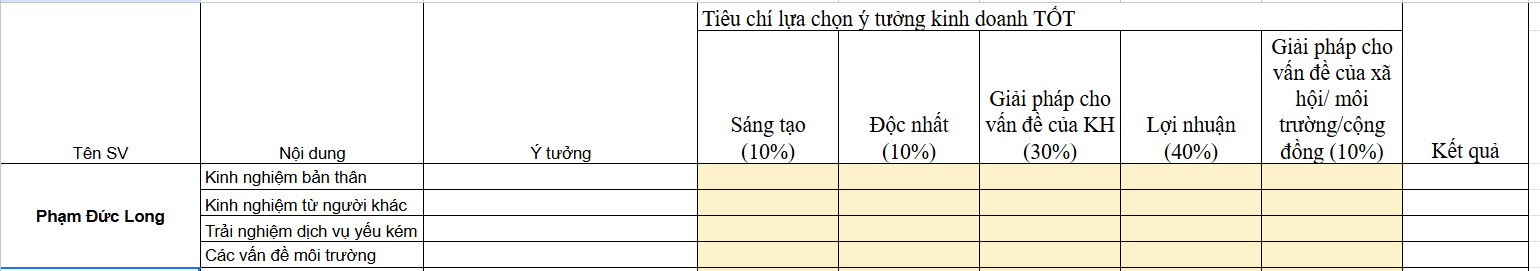 Tiêu chí lựa chọn ý tưởng kinh doanh TỐT
Tên SV
Nội dung
Ý tưởng
Sáng tạo
(10%)
Độc nhất
(10%)
Giải pháp cho
vấn đề của KH
(30%)
Lợi nhuận
(40%)
Giải pháp cho
vấn đề của xã
hội/ môi
trường/cộng
đồng (10%)
Kết quả
Phạm Đức Long
Kinh nghiệm bản thân
Kinh nghiệm từ người khác
Trải nghiệm dịch vụ yếu kém
Các vấn đề môi trường